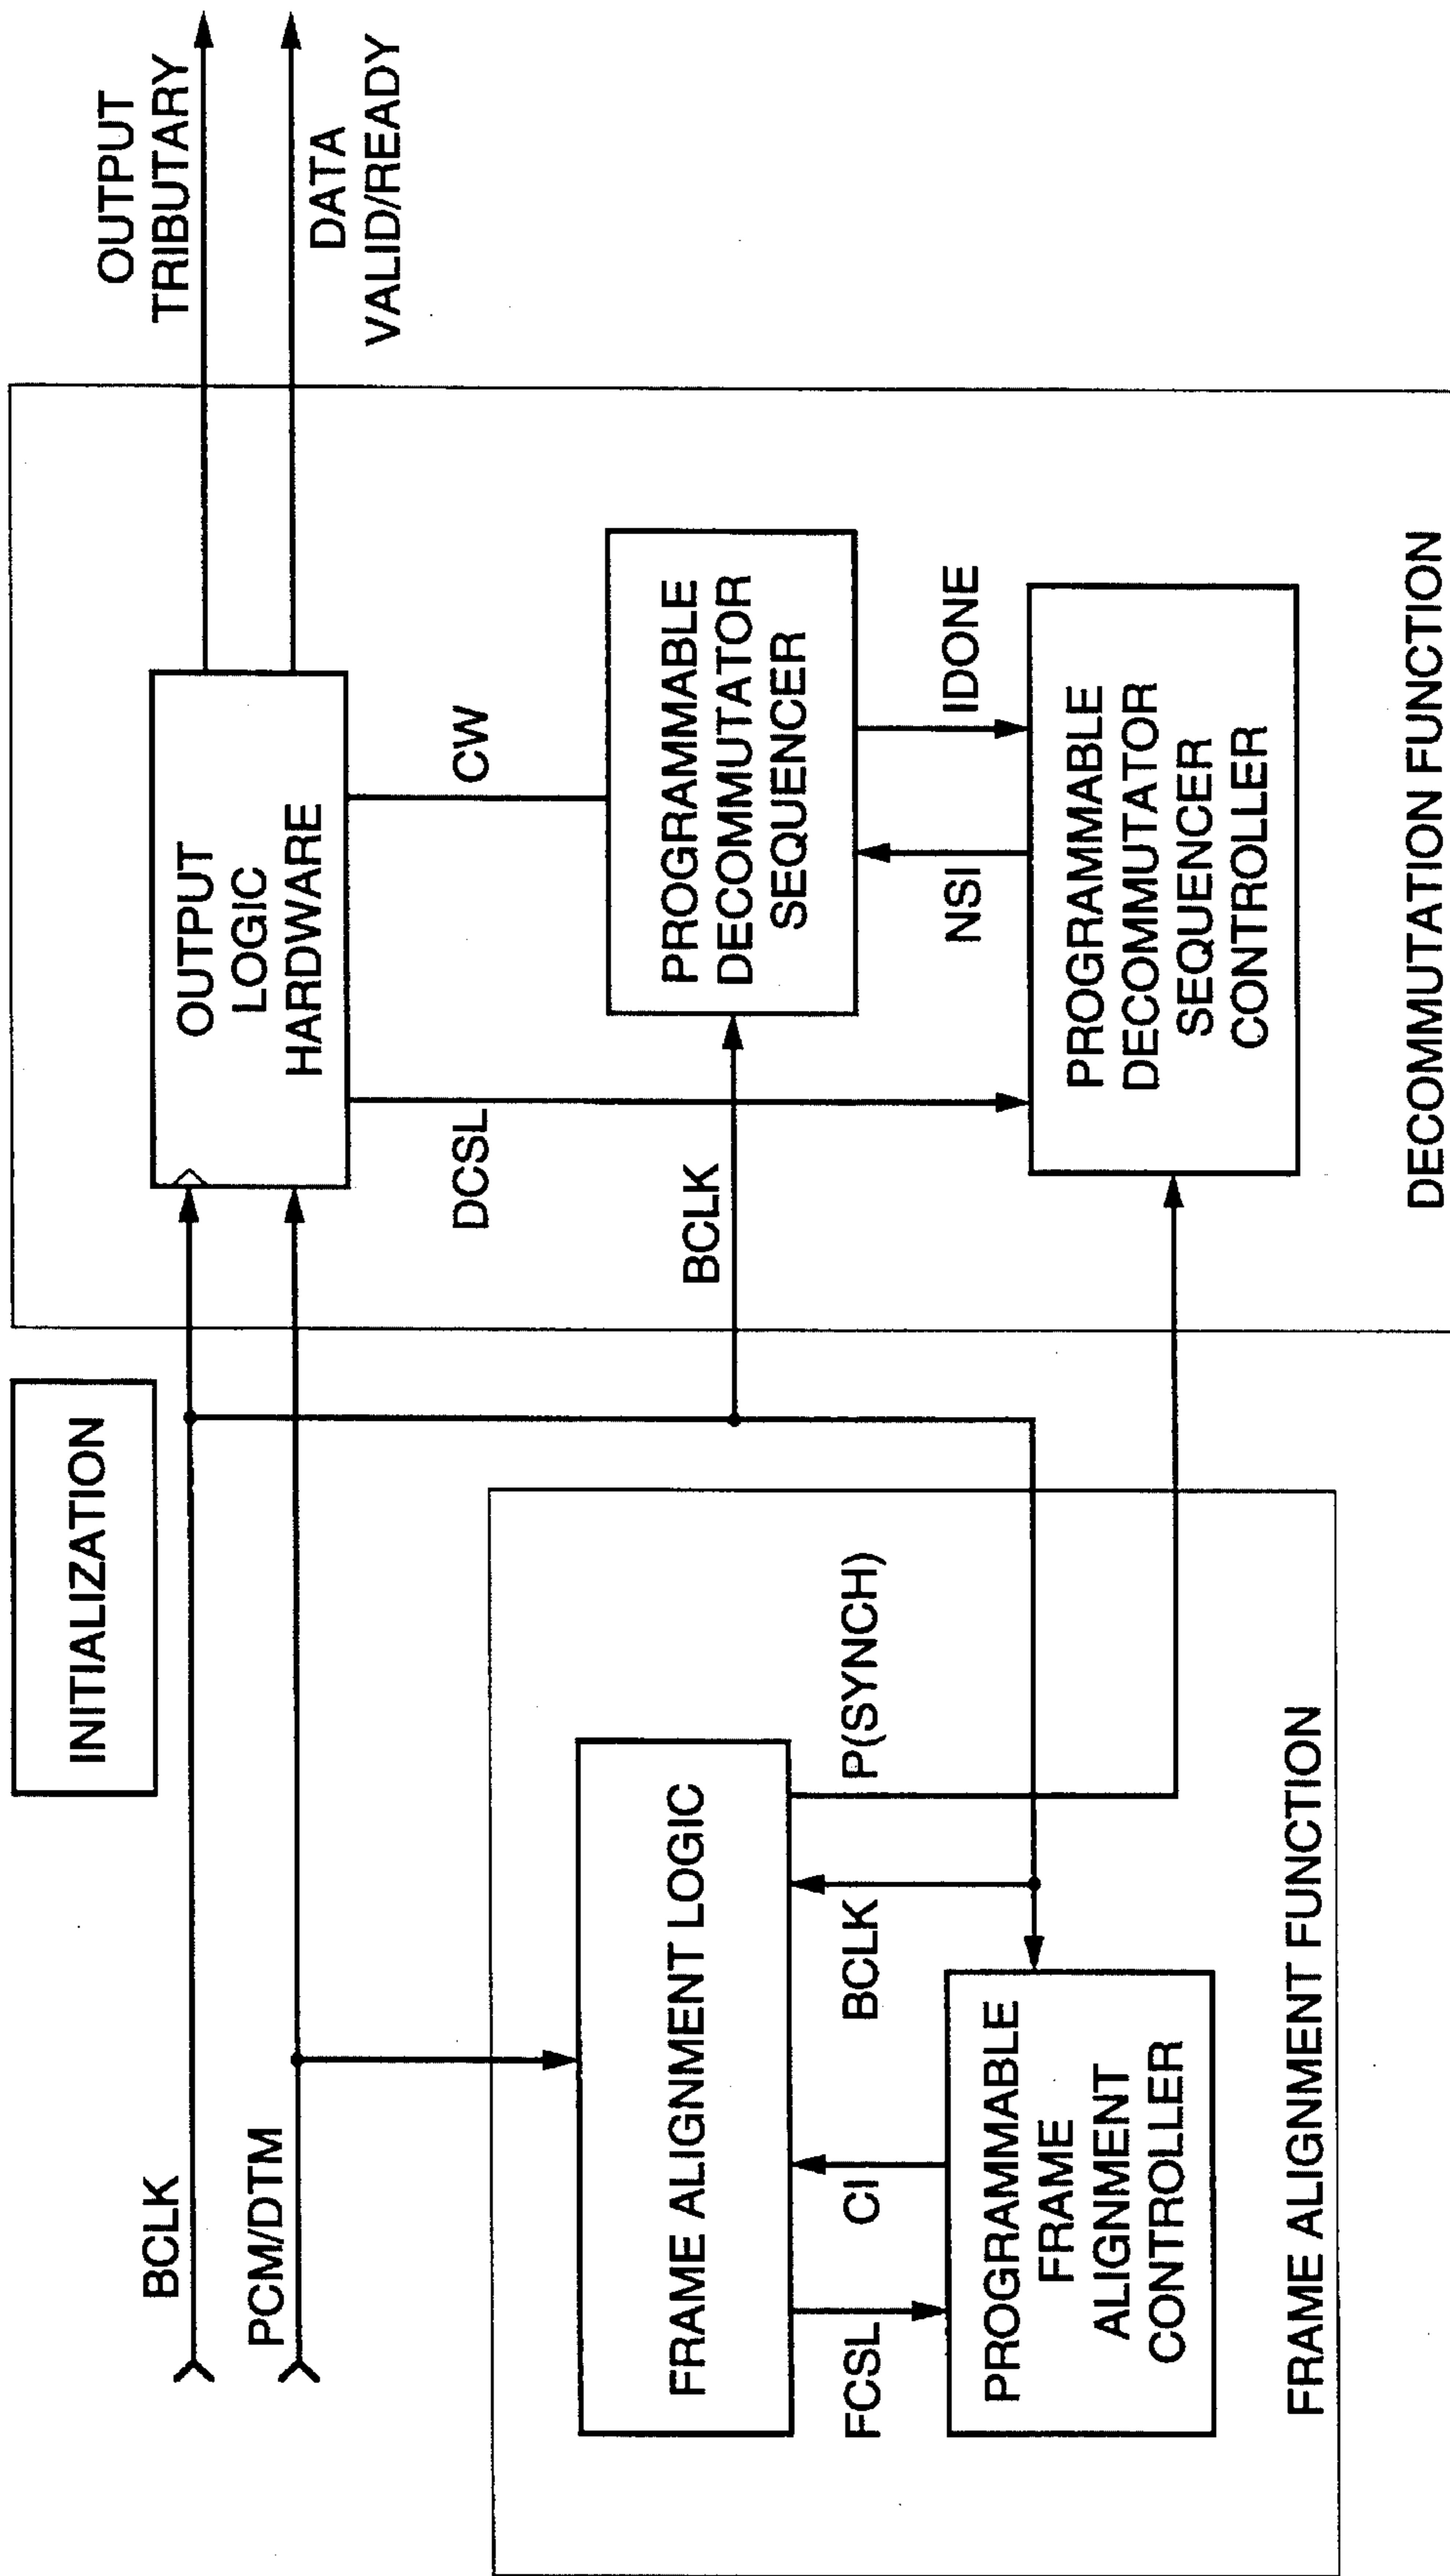 INITIALIZATION
BCLK
PCM/DTM
OUTPUT
TRIBUTARY
DATA
VALID/READY
OUTPUT
LOGIC
HARDWARE
DCSL
CW
BCLK
PROGRAMMABLE
DECOMMUTATOR
SEQUENCER
NSI
IDONE
PROGRAMMABLE
DECOMMUTATOR
SEQUENCER
CONTROLLER
DECOMMUTATION FUNCTION
FRAME ALIGNMENT LOGIC
FCSL
CI
BCLK
P(SYNCH)
PROGRAMMABLE
FRAME
ALIGNMENT
CONTROLLER
FRAME ALIGNMENT FUNCTION